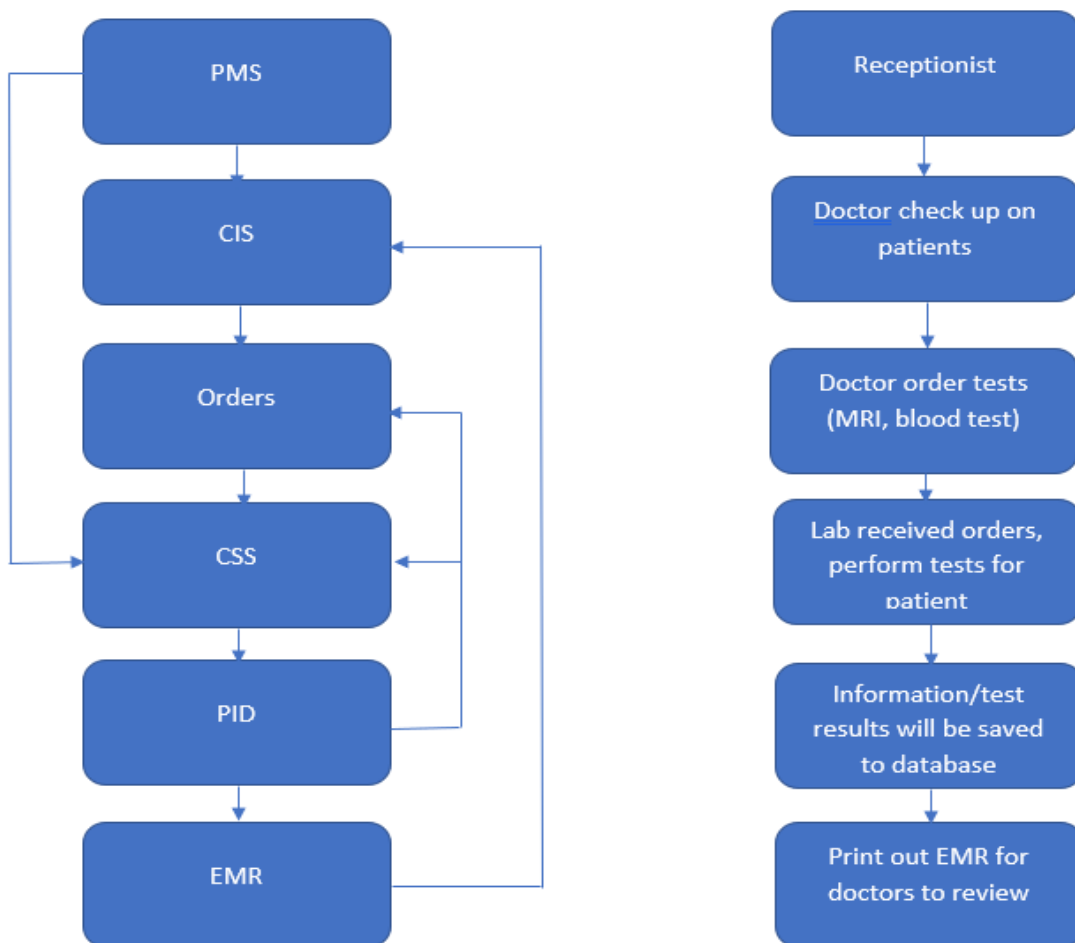 PMS
CIS
Orders
CSS
PID
EMR
Receptionist
Doctor check up on
patients
Doctor order tests
(MRI, blood test)
Lab received orders,
perform tests for
patient
Information/test
results will be saved
to database
Print out EMR for
doctors to review